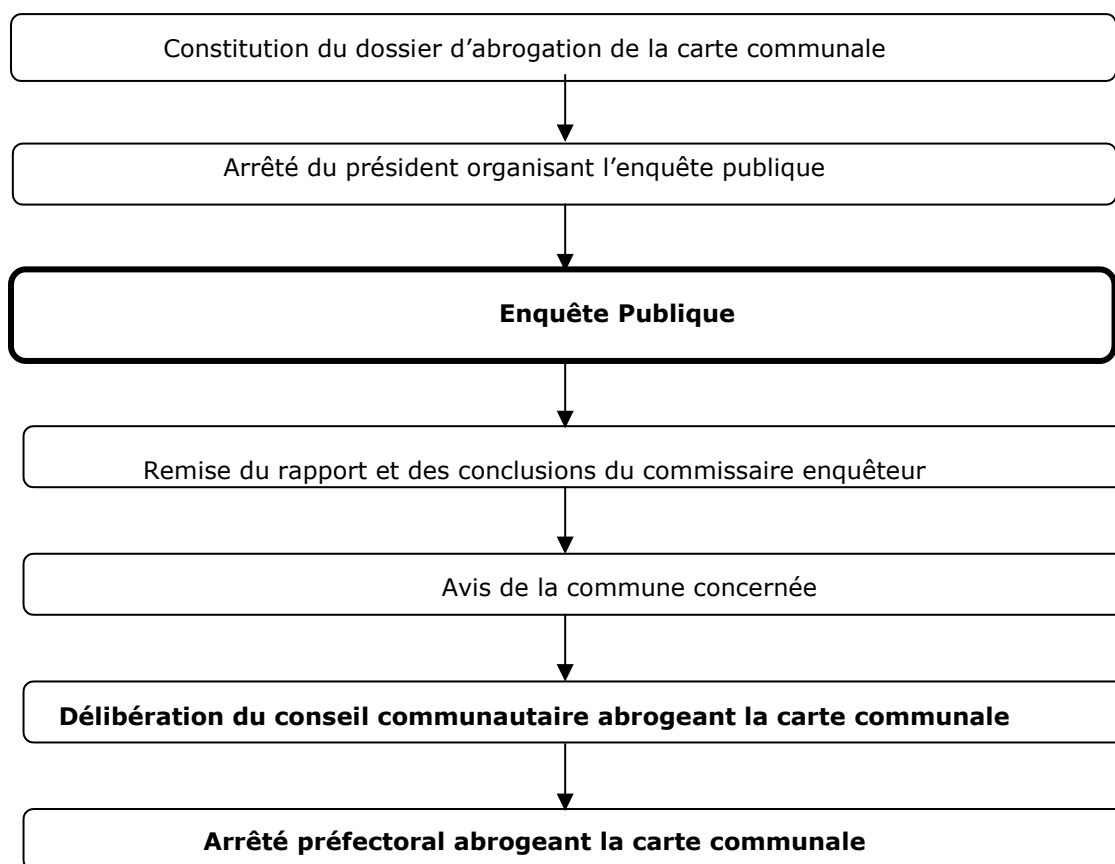 Constitution du dossier d’abrogation de la carte communale
Arrêté du président organisant l’enquête publique
Enquête Publique
Remise du rapport et des conclusions du commissaire enquêteur
Avis de la commune concernée
Délibération du conseil communautaire abrogeant la carte communale
Arrêté préfectoral abrogeant la carte communale